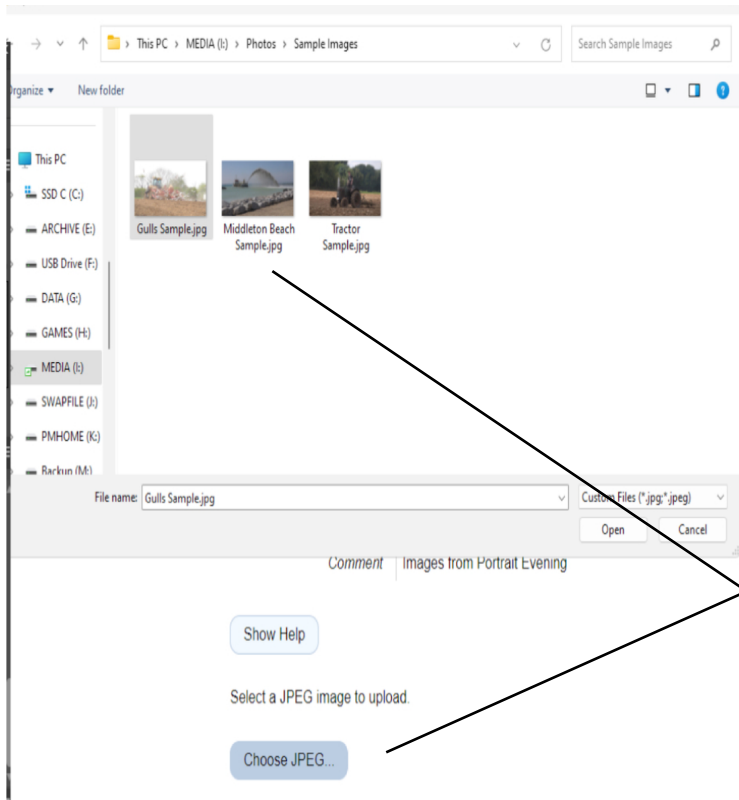 This PC > MEDIA (I:) > Photos > Sample Images
Search Sample Images
Organize
New folder
This PC
SSD C (C:)
ARCHIVE (E:)
USB Drive (F:)
DATA (G:)
GAMES (H:)
MEDIA (I:)
SWAPFILE (J:)
PMHOME (K:)
Backup (M:)
Gulls Sample.jpg
Middleton Beach
Sample.jpg
Tractor
Sample.jpg
File name: Gulls Sample.jpg
Custom Files (*.jpg;*.jpeg)
Open
Cancel
Comment Images from Portrait Evening
Show Help
Select a JPEG image to upload.
Choose JPEG...